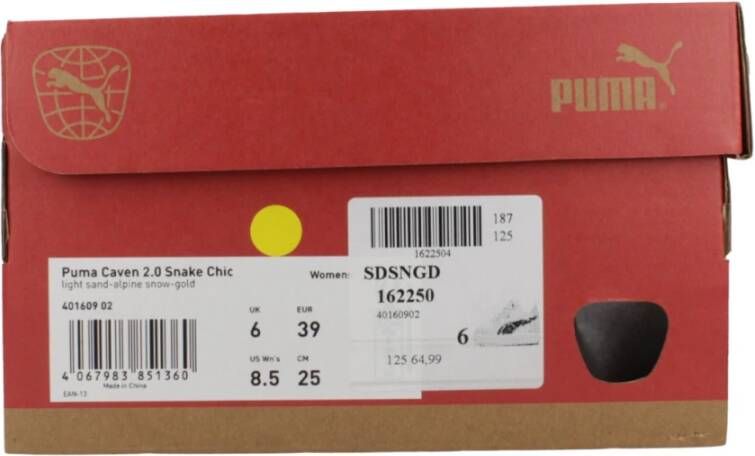 PUMA
187
125
1622504
Puma Caven 2.0 Snake Chic
light sand-alpine snow-gold
Womens
SDSNGD
162250
401609 02
40160902
UK EUR
6 39
6
US Wn's CM
8.5 25
125 64,99
4 067983 851360
Made in China
EAN-13